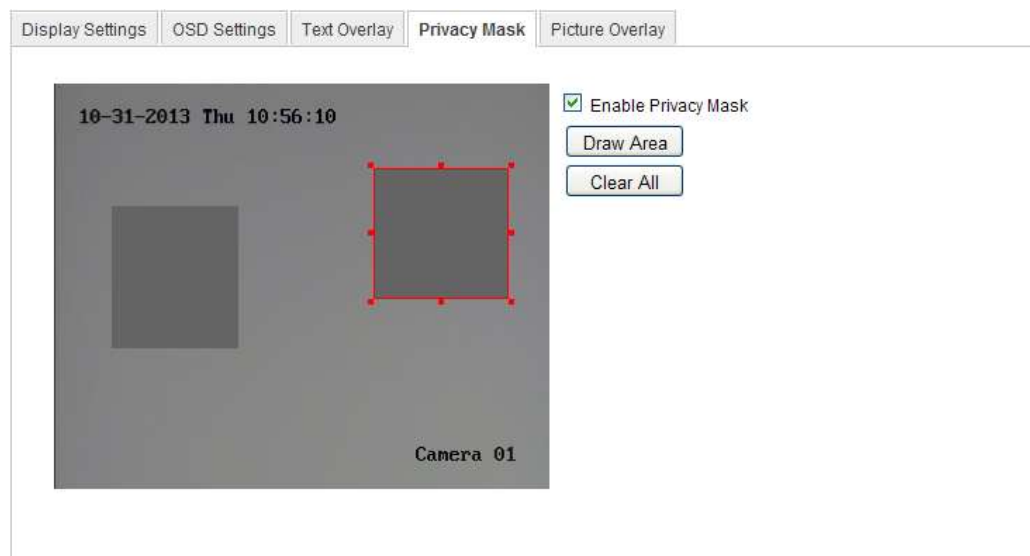 Display Settings OSD Settings Text Overlay Privacy Mask Picture Overlay
10-31-2013 Thu 10:56:10
Enable Privacy Mask
Draw Area
Clear All
Camera 01